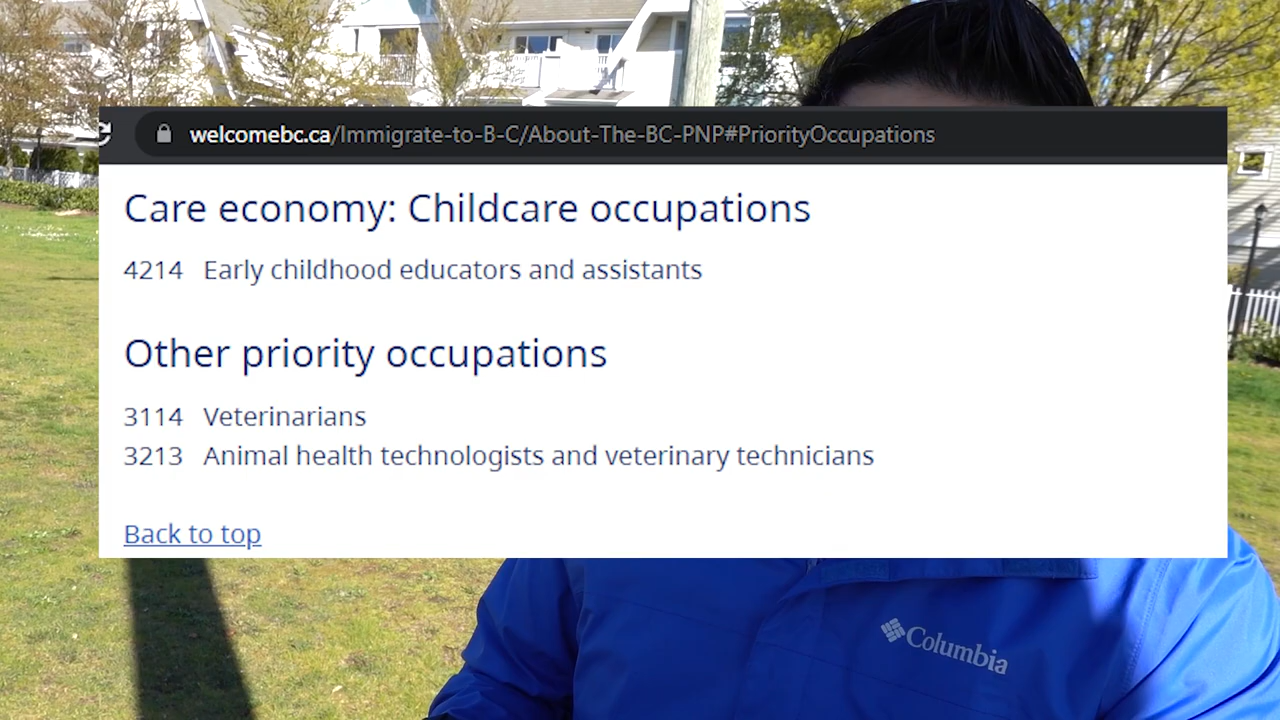 welcomebc.ca/Immigrate-to-B-C/About-The-BC-PNP#PriorityOccupations
Care economy: Childcare occupations
4214 Early childhood educators and assistants
Other priority occupations
3114 Veterinarians
3213 Animal health technologists and veterinary technicians
Back to top
Columbia